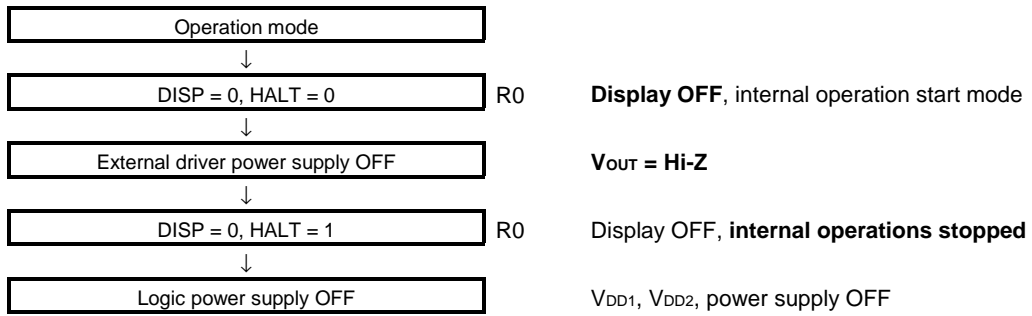 Operation mode
↓
DISP = 0, HALT = 0 R0 Display OFF, internal operation start mode
↓
External driver power supply OFF VOUT = Hi-Z
↓
DISP = 0, HALT = 1 R0 Display OFF, internal operations stopped
↓
Logic power supply OFF VDD1, VDD2, power supply OFF